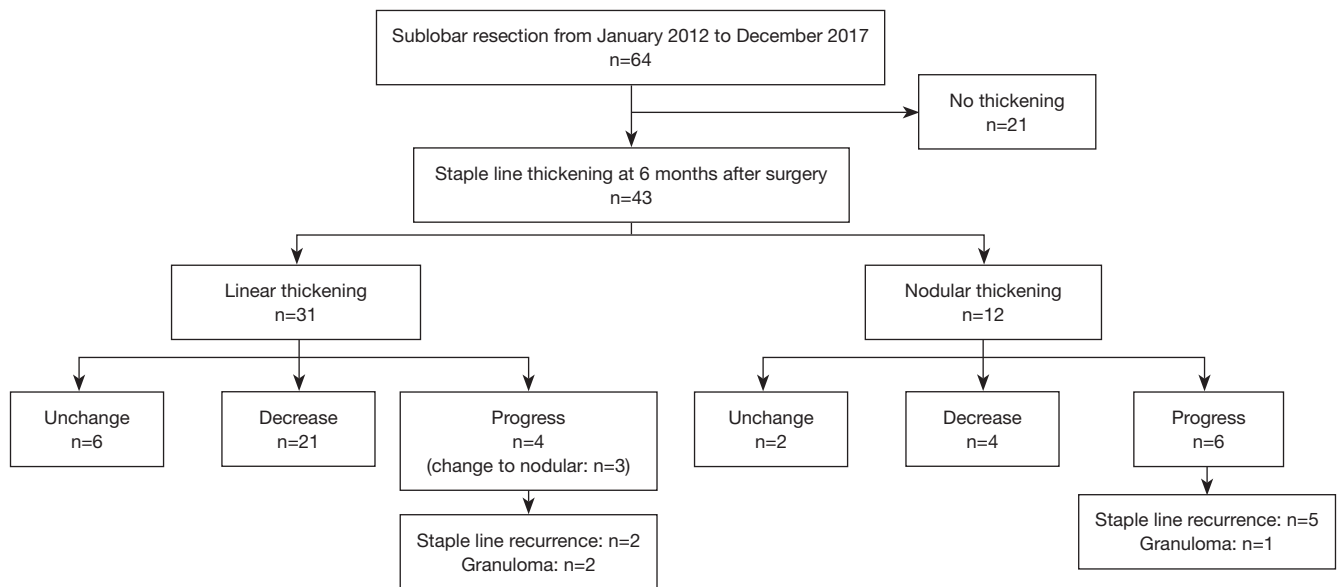 Sublobar resection from January 2012 to December 2017
n=64
No thickening
n=21
Staple line thickening at 6 months after surgery
n=43
Linear thickening
n=31
Nodular thickening
n=12
Unchange
n=6
Decrease
n=21
Progress
n=4
(change to nodular: n=3)
Unchange
n=2
Decrease
n=4
Progress
n=6
Staple line recurrence: n=2
Granuloma: n=2
Staple line recurrence: n=5
Granuloma: n=1